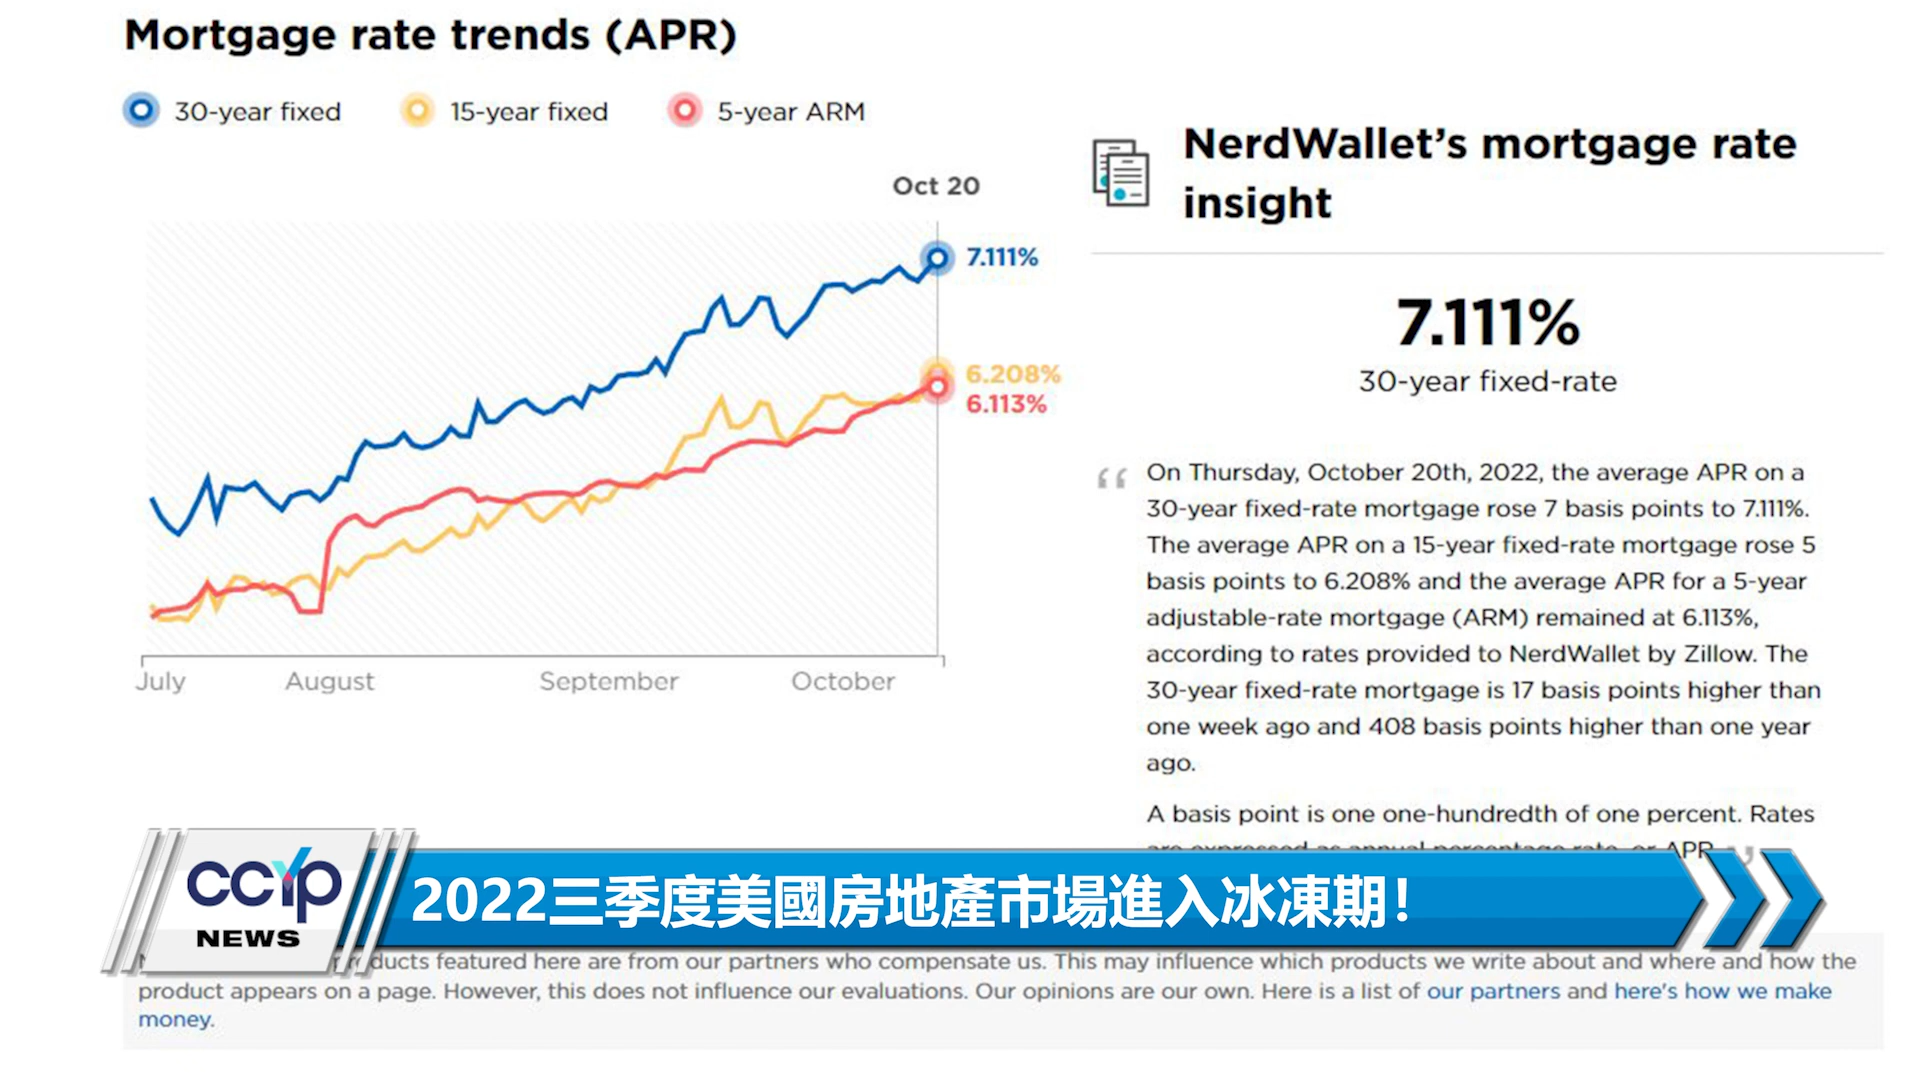 Mortgage rate trends (APR)
30-year fixed
15-year fixed
5-year ARM
Oct 20
7.111%
6.208%
6.113%
July
August
September
October
NerdWallet’s mortgage rate
insight
7.111%
30-year fixed-rate
“ On Thursday, October 20th, 2022, the average APR on a
30-year fixed-rate mortgage rose 7 basis points to 7.111%.
The average APR on a 15-year fixed-rate mortgage rose 5
basis points to 6.208% and the average APR for a 5-year
adjustable-rate mortgage (ARM) remained at 6.113%,
according to rates provided to NerdWallet by Zillow. The
30-year fixed-rate mortgage is 17 basis points higher than
one week ago and 408 basis points higher than one year
ago.
A basis point is one one-hundredth of one percent. Rates
are expressed as annual percentage rate, or APR. ”
CCYP
NEWS
2022三季度美國房地產市場進入冰凍期！
featured here are from our partners who compensate us. This may influence which products we write about and where and how the
product appears on a page. However, this does not influence our evaluations. Our opinions are our own. Here is a list of our partners and here's how we make
money.